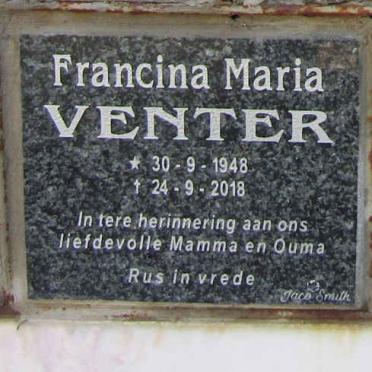 Francina Maria
VENTER
★ 30 - 9 - 1948
† 24 - 9 - 2018
In tere herinnering aan ons
liefdevolle Mamma en Ouma
Rus in vrede
Jaco Smith